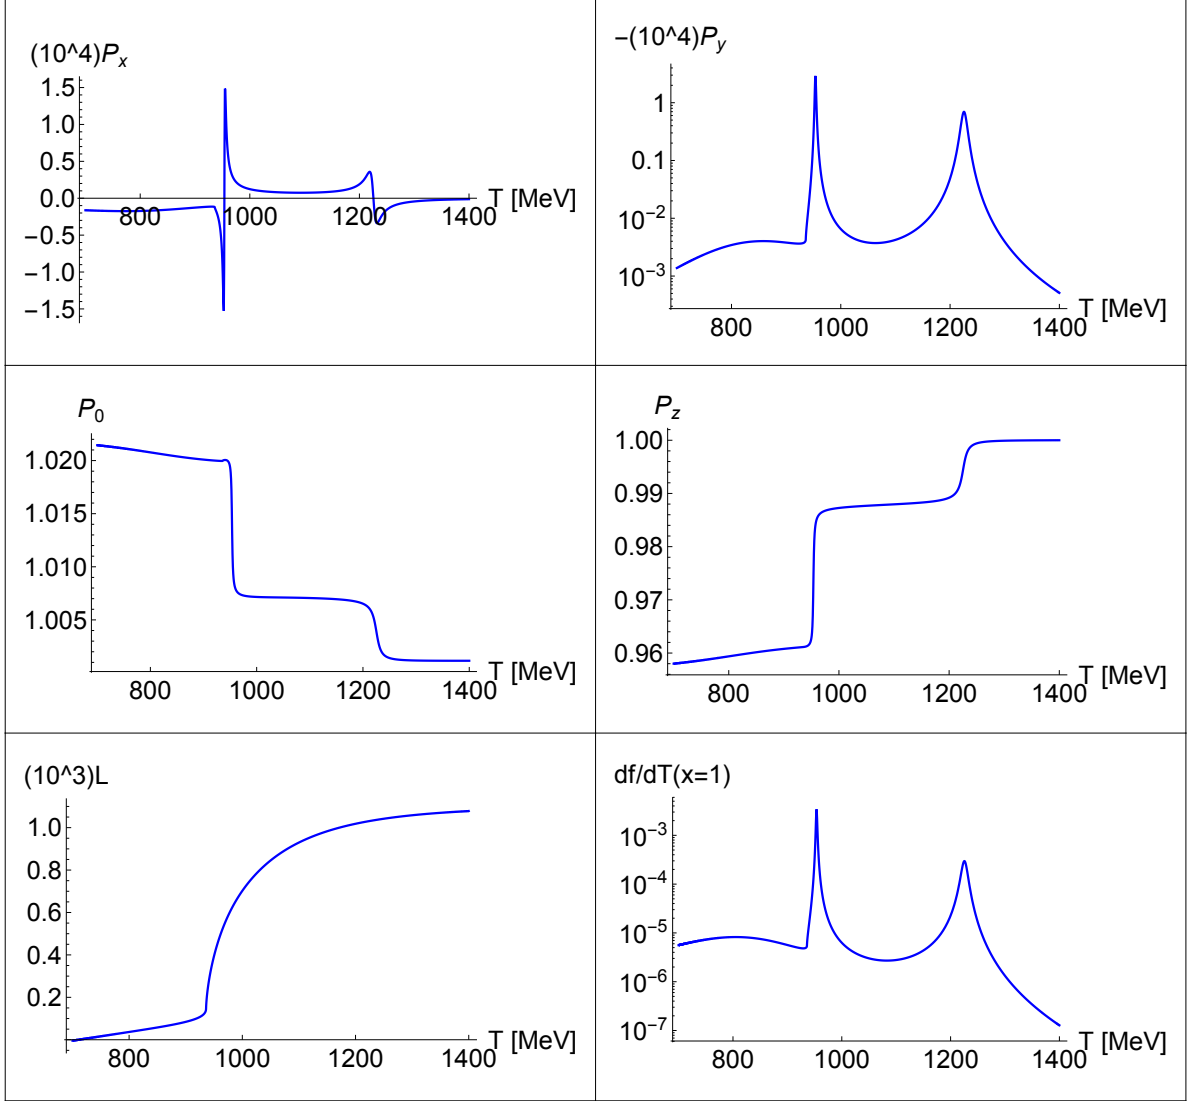 (10^4)Pₓ
1.5
1.0
0.5
0.0
−0.5
−1.0
−1.5
800 1000 1200 1400
T [MeV]
−(10^4)P_y
1
0.1
10⁻²
10⁻³
800 1000 1200 1400
T [MeV]
P₀
1.020
1.015
1.010
1.005
800 1000 1200 1400
T [MeV]
P_z
1.00
0.99
0.98
0.97
0.96
800 1000 1200 1400
T [MeV]
(10^3)L
1.0
0.8
0.6
0.4
0.2
800 1000 1200 1400
T [MeV]
df/dT(x=1)
10⁻³
10⁻⁴
10⁻⁵
10⁻⁶
10⁻⁷
800 1000 1200 1400
T [MeV]